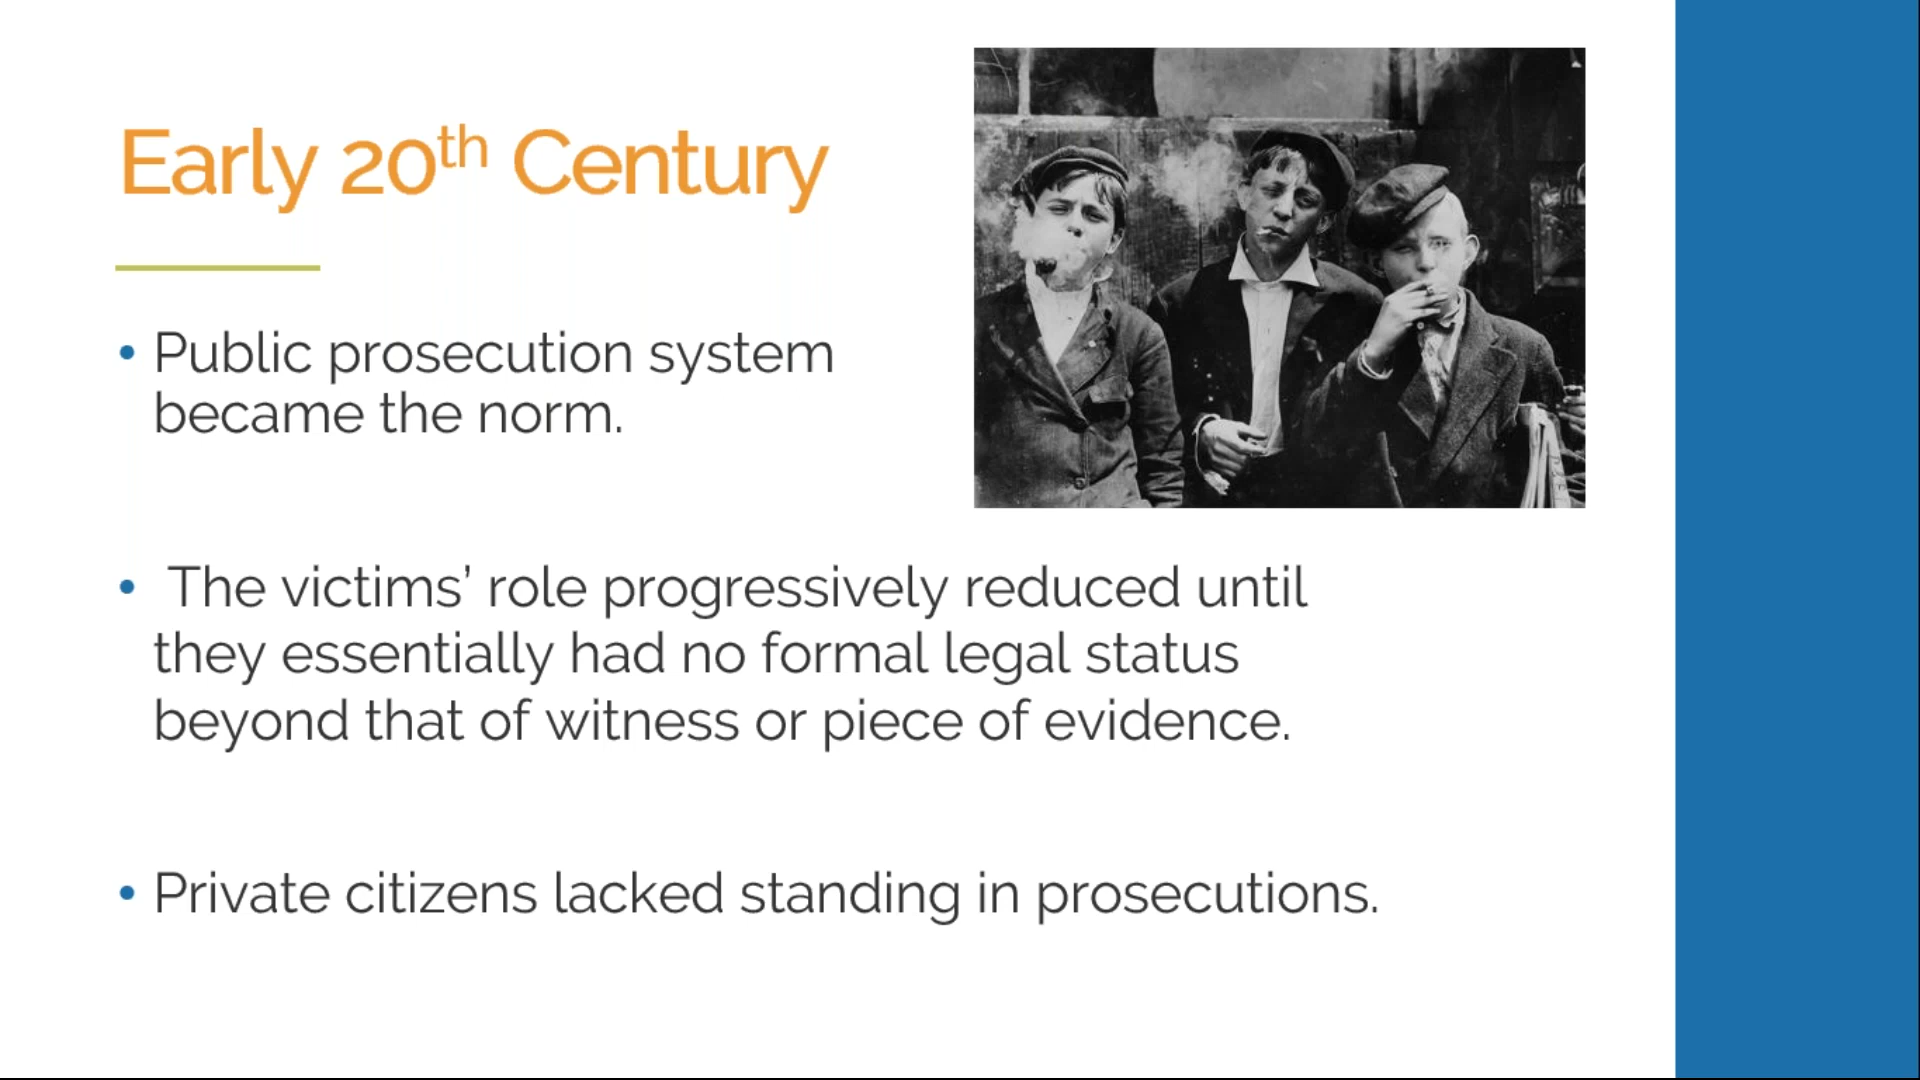 Early 20th Century
• Public prosecution system
became the norm.
• The victims’ role progressively reduced until
they essentially had no formal legal status
beyond that of witness or piece of evidence.
• Private citizens lacked standing in prosecutions.